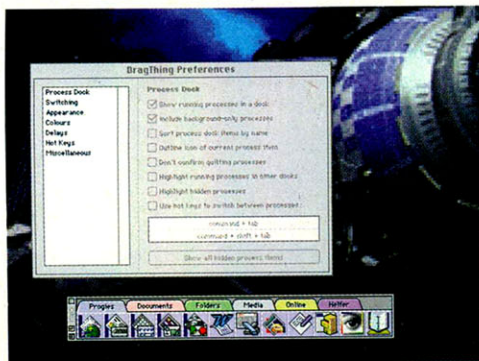 DragThing Preferences
Process Dock
Switching
Appearance
Colours
Delays
Hot Keys
Miscellaneous
Process Dock
Show running processes in a dock
Include background-only processes
Sort process dock items by name
Outline icon of current process item
Don't confirm quitting processes
Highlight running processes in other docks
Highlight hidden processes
Use hot keys to switch between processes:
command + tab
command + shift + tab
Show all hidden process items
Progies
Documents
Folders
Media
Online
Helfer